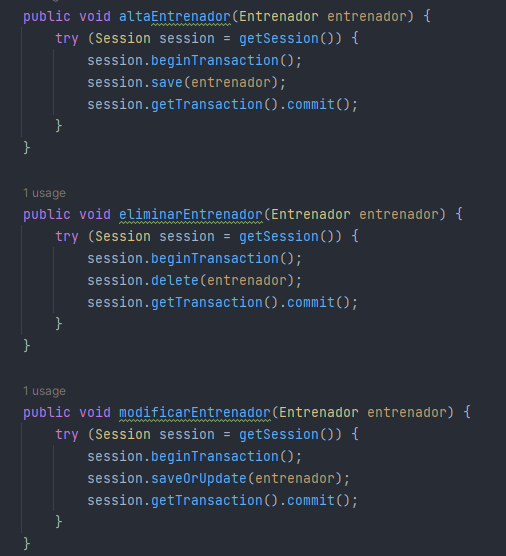 public void altaEntrenador(Entrenador entrenador) {
    try (Session session = getSession()) {
        session.beginTransaction();
        session.save(entrenador);
        session.getTransaction().commit();
    }
}
1 usage
public void eliminarEntrenador(Entrenador entrenador) {
    try (Session session = getSession()) {
        session.beginTransaction();
        session.delete(entrenador);
        session.getTransaction().commit();
    }
}
1 usage
public void modificarEntrenador(Entrenador entrenador) {
    try (Session session = getSession()) {
        session.beginTransaction();
        session.saveOrUpdate(entrenador);
        session.getTransaction().commit();
    }
}